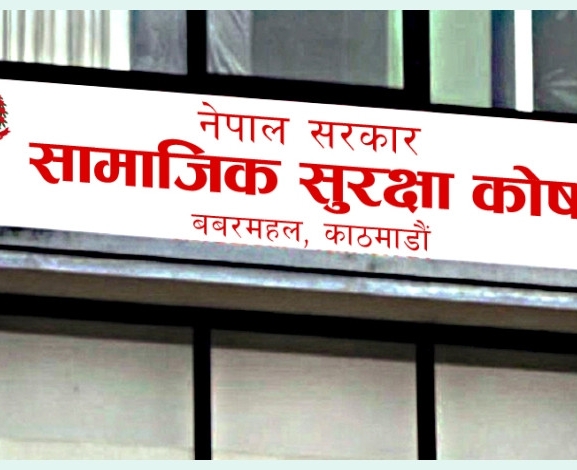 नेपाल सरकार
सामाजिक सुरक्षा कोष
बबरमहल, काठमाडौं